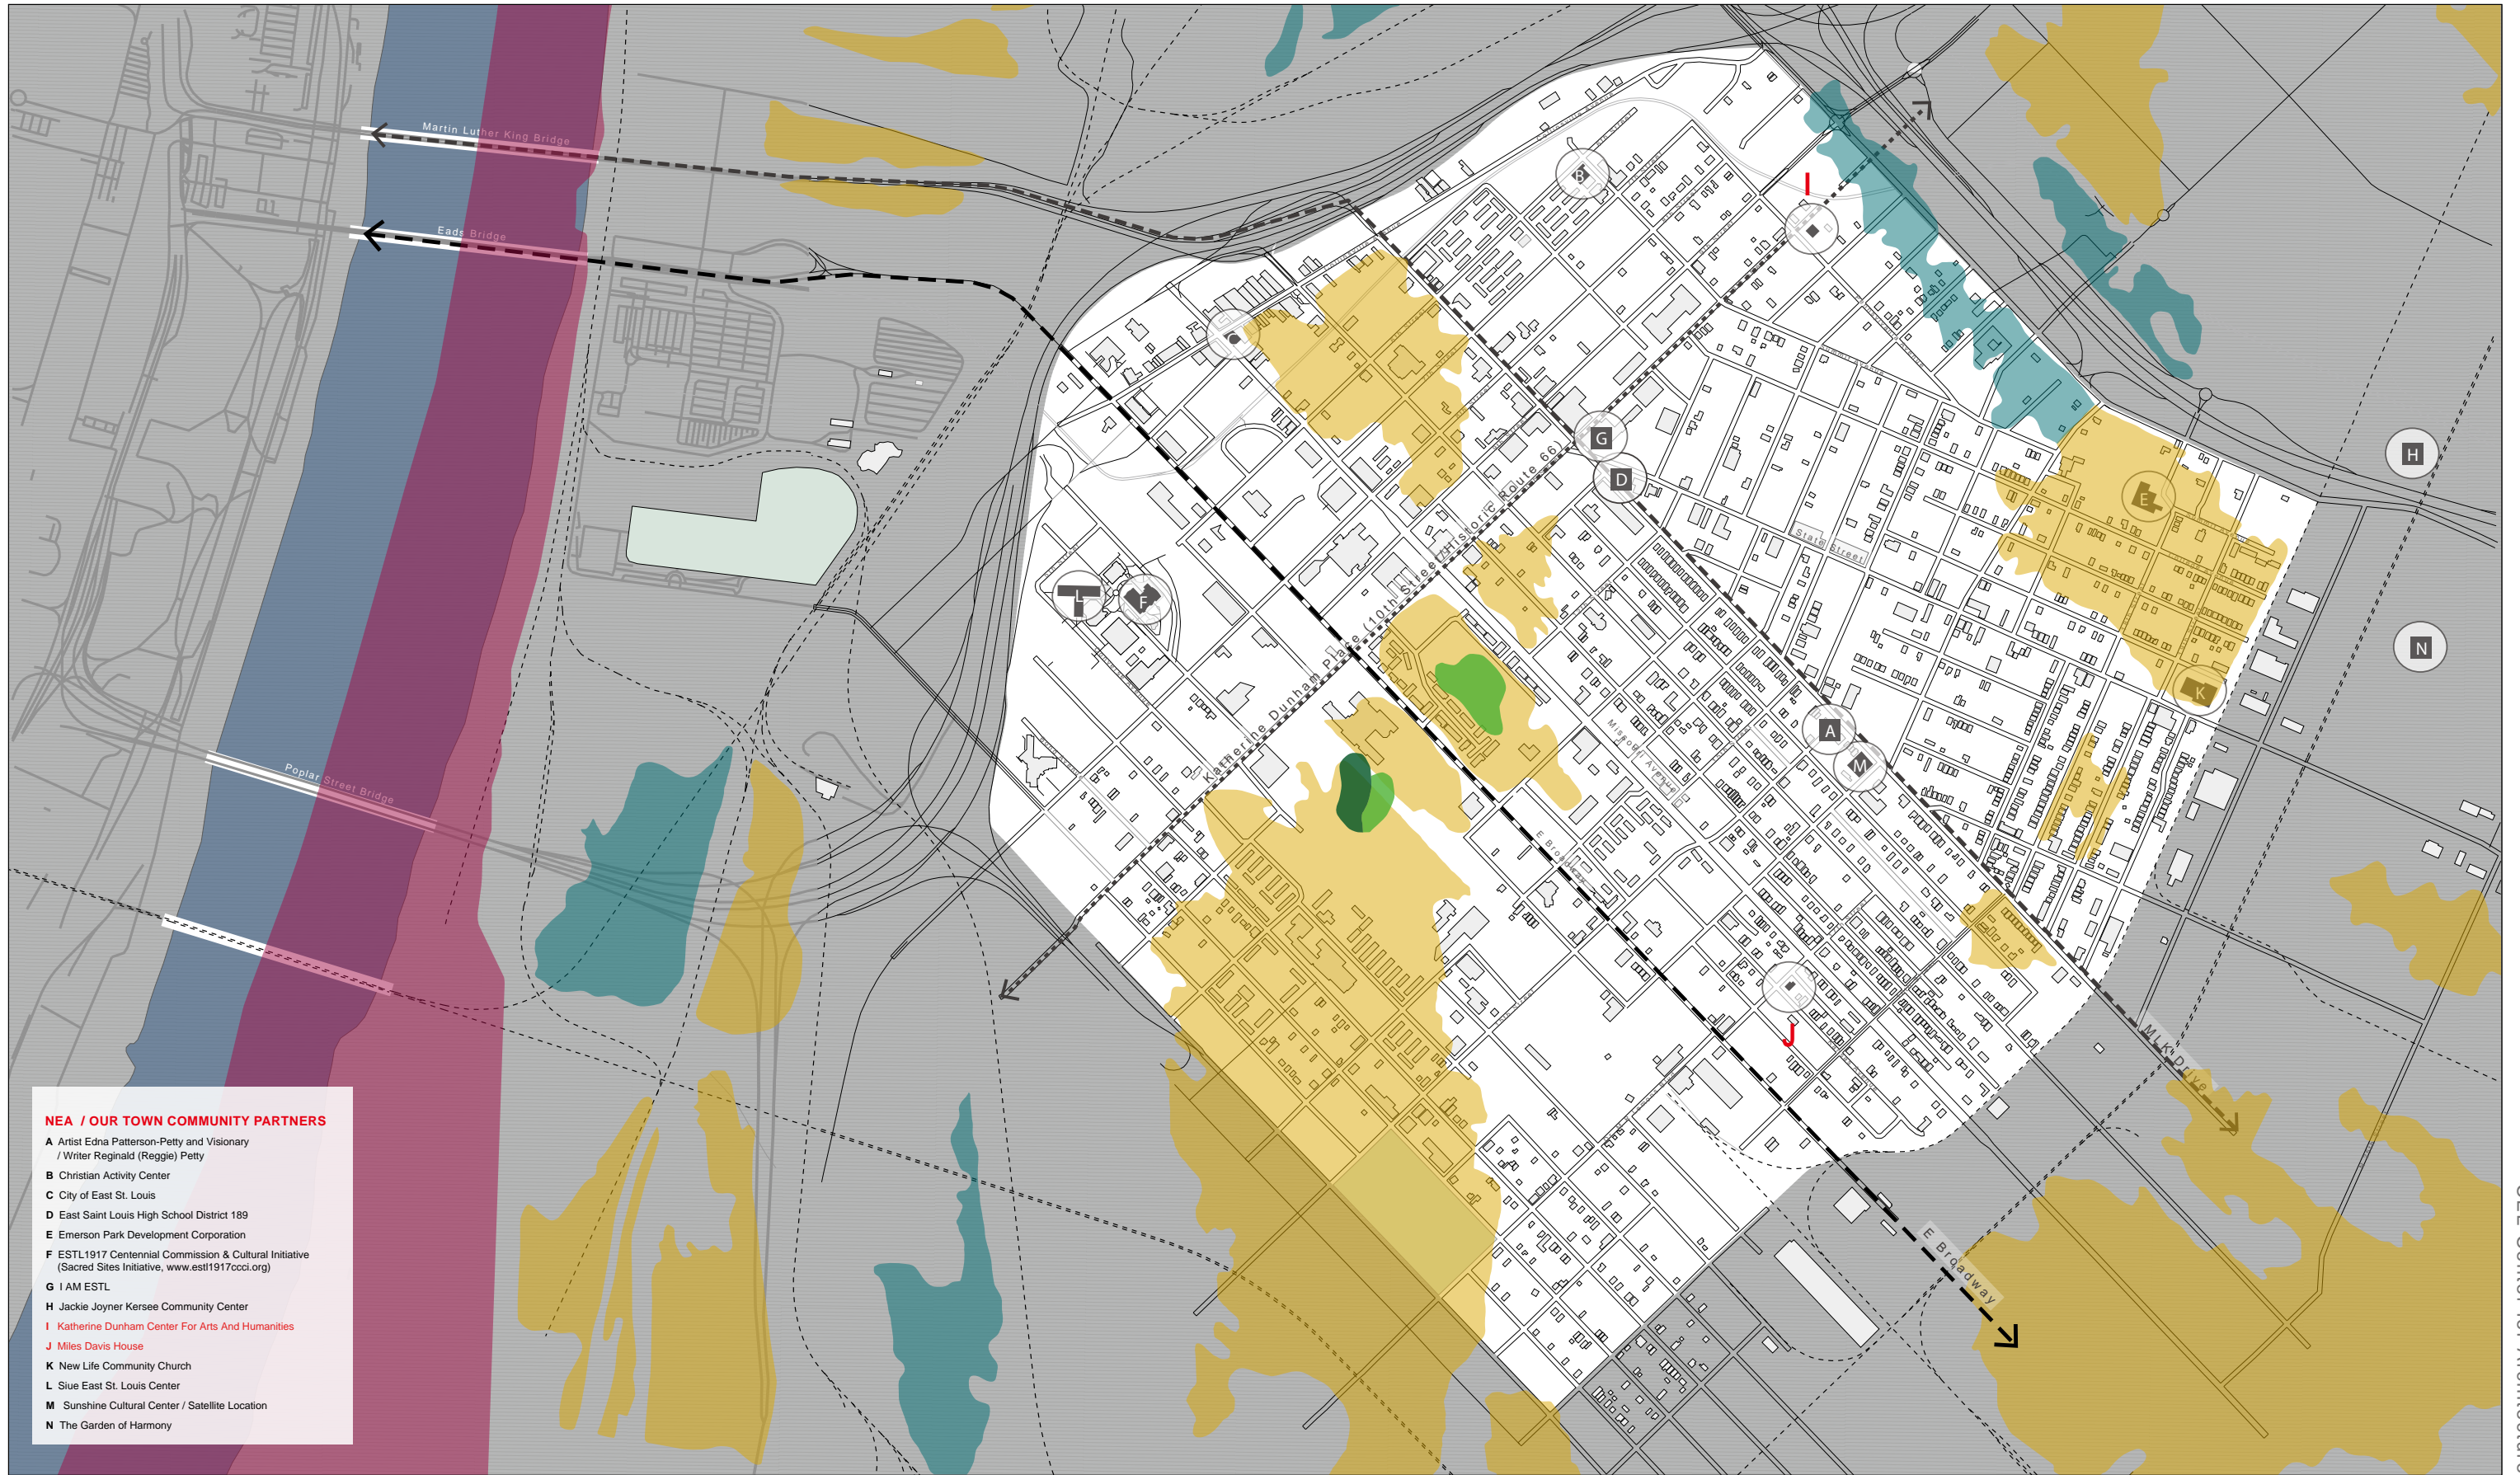 Martin Luther King Bridge
Eads Bridge
B
I
C
G
D
H
E
State Street
L
F
Katherine Dunham Place (10th Street/Historic Route 66)
N
K
A
Missouri Avenue
M
Poplar Street Bridge
E Broadway
J
MLK Drive
E Broadway
NEA / OUR TOWN COMMUNITY PARTNERS
A Artist Edna Patterson-Petty and Visionary
/ Writer Reginald (Reggie) Petty
B Christian Activity Center
C City of East St. Louis
D East Saint Louis High School District 189
E Emerson Park Development Corporation
F ESTL1917 Centennial Commission & Cultural Initiative
(Sacred Sites Initiative, www.estl1917ccci.org)
G I AM ESTL
H Jackie Joyner Kersee Community Center
I Katherine Dunham Center For Arts And Humanities
J Miles Davis House
K New Life Community Church
L Siue East St. Louis Center
M Sunshine Cultural Center / Satellite Location
N The Garden of Harmony